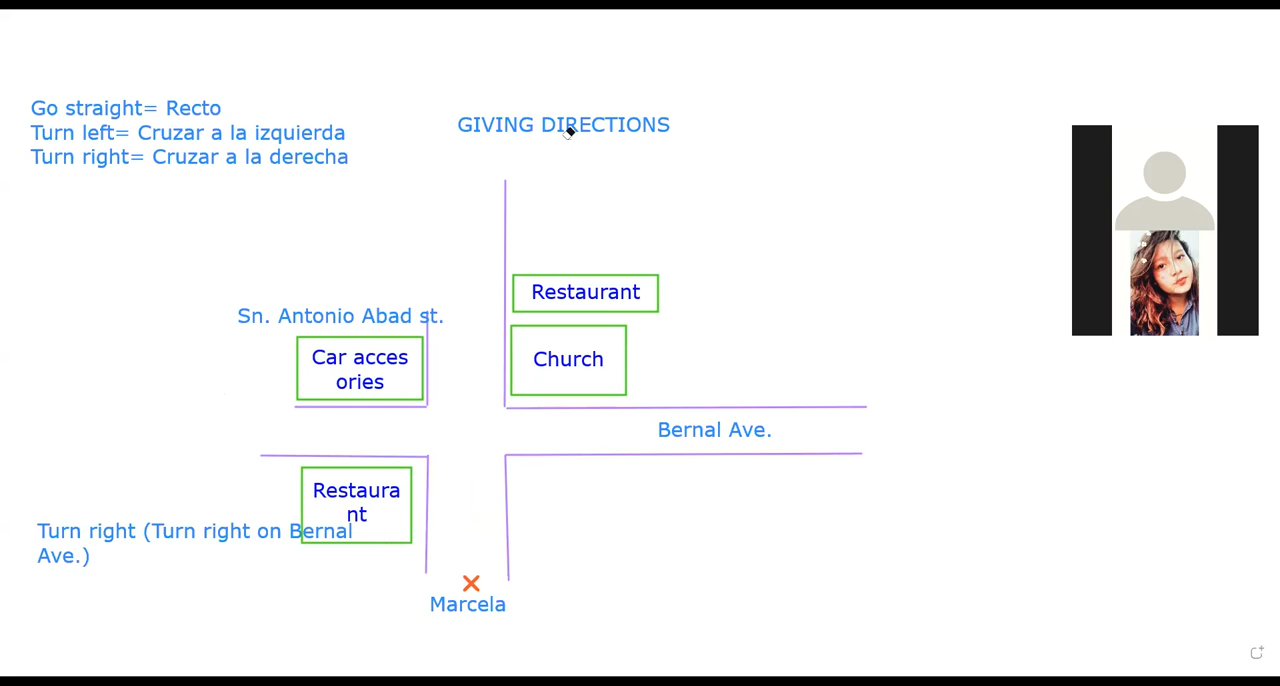 Go straight= Recto
Turn left= Cruzar a la izquierda
Turn right= Cruzar a la derecha
GIVING DIRECTIONS
Restaurant
Sn. Antonio Abad st.
Car acces
ories
Church
Bernal Ave.
Restaura
nt
Turn right (Turn right on Bernal
Ave.)
Marcela